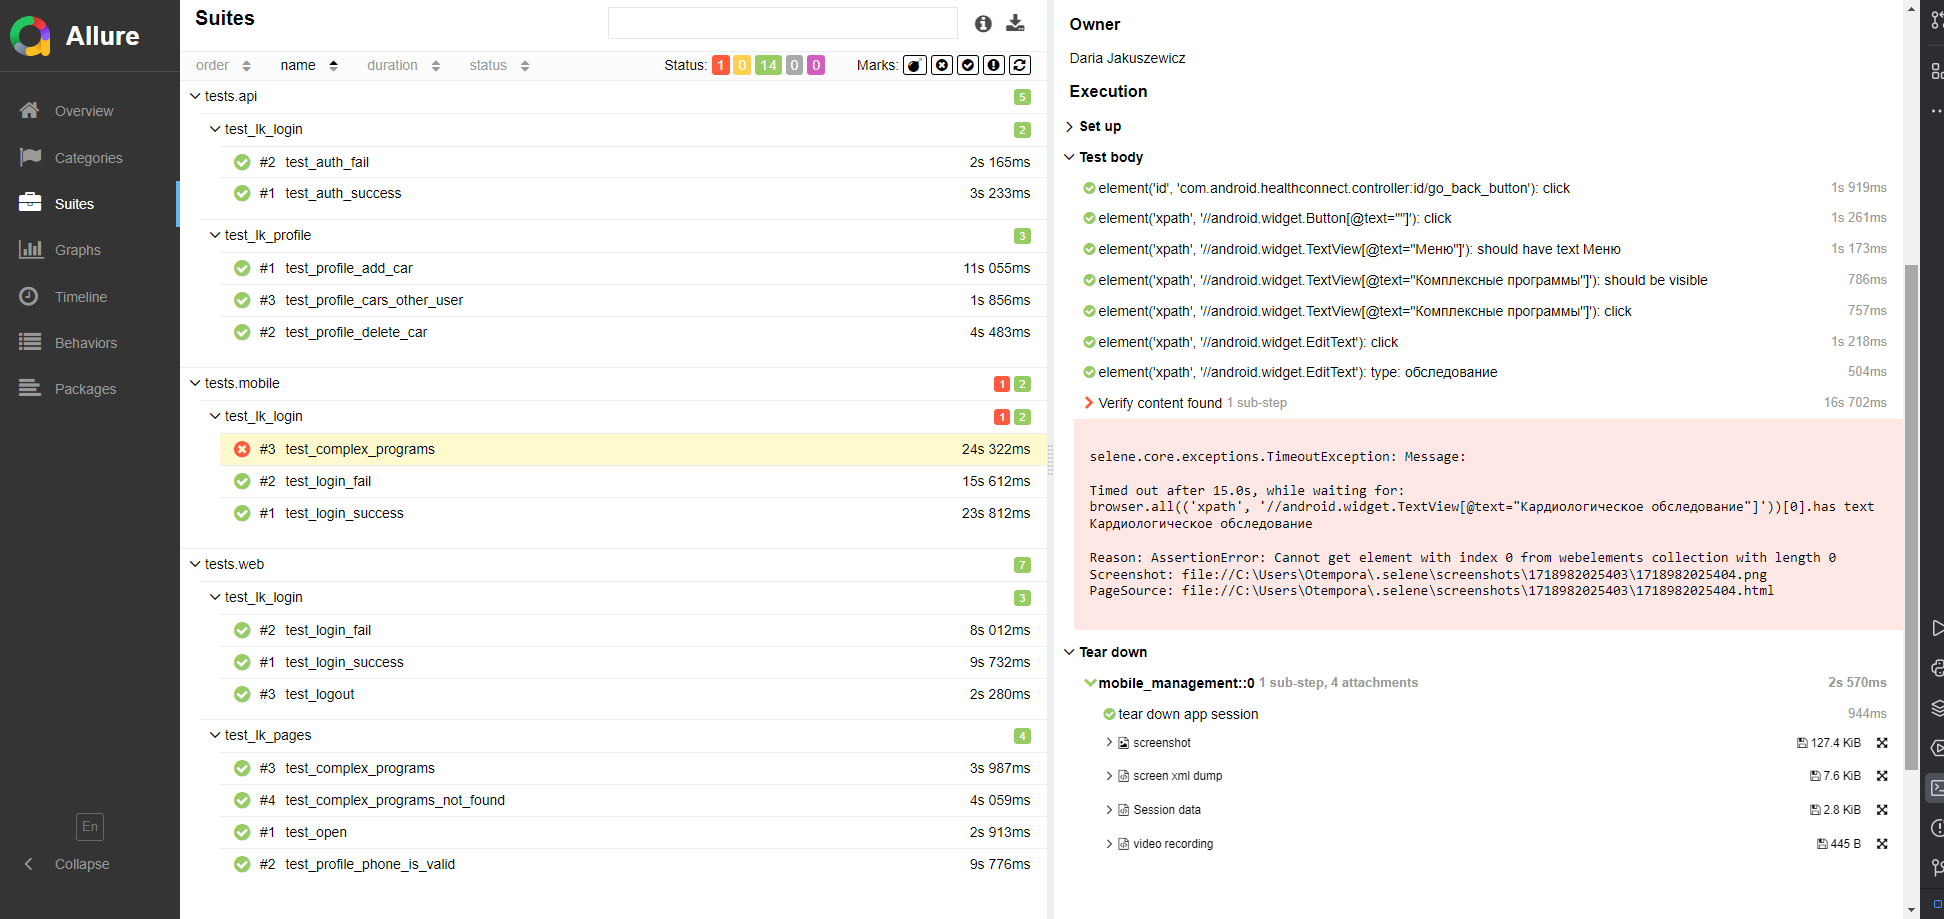 Allure
Overview
Categories
Suites
Graphs
Timeline
Behaviors
Packages
En
Collapse
Suites
order name duration status Status: 1 0 14 0 0 Marks:
tests.api 5
test_lk_login 2
#2 test_auth_fail 2s 165ms
#1 test_auth_success 3s 233ms
test_lk_profile 3
#1 test_profile_add_car 11s 055ms
#3 test_profile_cars_other_user 1s 856ms
#2 test_profile_delete_car 4s 483ms
tests.mobile 1 2
test_lk_login 1 2
#3 test_complex_programs 24s 322ms
#2 test_login_fail 15s 612ms
#1 test_login_success 23s 812ms
tests.web 7
test_lk_login 3
#2 test_login_fail 8s 012ms
#1 test_login_success 9s 732ms
#3 test_logout 2s 280ms
test_lk_pages 4
#3 test_complex_programs 3s 987ms
#4 test_complex_programs_not_found 4s 059ms
#1 test_open 2s 913ms
#2 test_profile_phone_is_valid 9s 776ms
Owner
Daria Jakuszewicz
Execution
Set up
Test body
element('id', 'com.android.healthconnect.controller:id/go_back_button'): click 1s 919ms
element('xpath', '//android.widget.Button[@text=""]'): click 1s 261ms
element('xpath', '//android.widget.TextView[@text="Меню"]'): should have text Меню 1s 173ms
element('xpath', '//android.widget.TextView[@text="Комплексные программы"]'): should be visible 786ms
element('xpath', '//android.widget.TextView[@text="Комплексные программы"]'): click 757ms
element('xpath', '//android.widget.EditText'): click 1s 218ms
element('xpath', '//android.widget.EditText'): type: обследование 504ms
Verify content found 1 sub-step 16s 702ms
selene.core.exceptions.TimeoutException: Message:
Timed out after 15.0s, while waiting for:
browser.all(('xpath', '//android.widget.TextView[@text="Кардиологическое обследование"]'))[0].has text
Кардиологическое обследование
Reason: AssertionError: Cannot get element with index 0 from webelements collection with length 0
Screenshot: file://C:\Users\Otempora\.selene\screenshots\1718982025403\1718982025404.png
PageSource: file://C:\Users\Otempora\.selene\screenshots\1718982025403\1718982025404.html
Tear down
mobile_management::0 1 sub-step, 4 attachments 2s 570ms
tear down app session 944ms
screenshot 127.4 KiB
screen xml dump 7.6 KiB
Session data 2.8 KiB
video recording 445 B